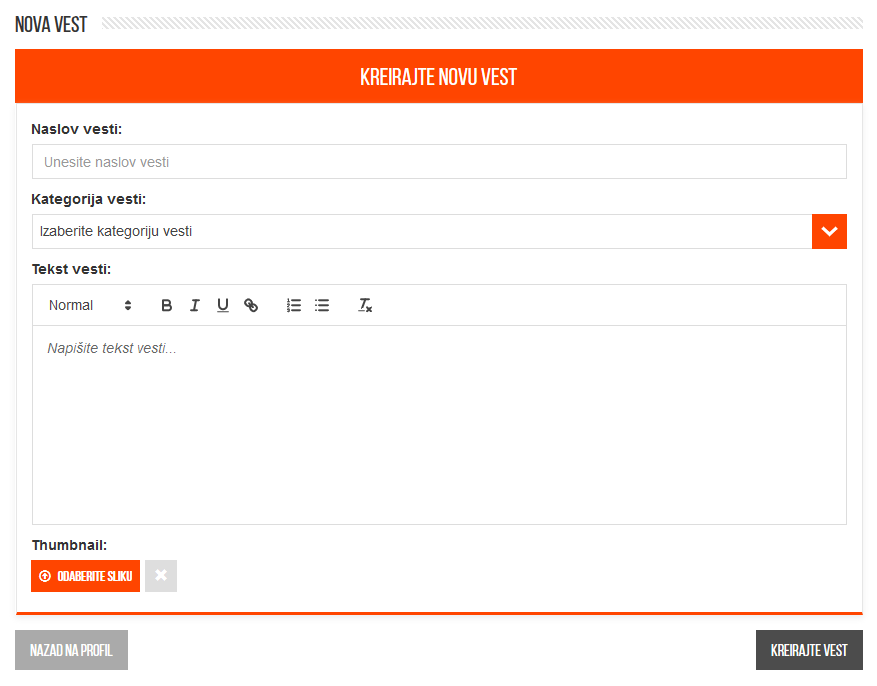 NOVA VEST
KREIRAJTE NOVU VEST
Naslov vesti:
Unesite naslov vesti
Kategorija vesti:
Izaberite kategoriju vesti
Tekst vesti:
Normal B I U
Napišite tekst vesti...
Thumbnail:
ODABERITE SLIKU
NAZAD NA PROFIL KREIRAJTE VEST